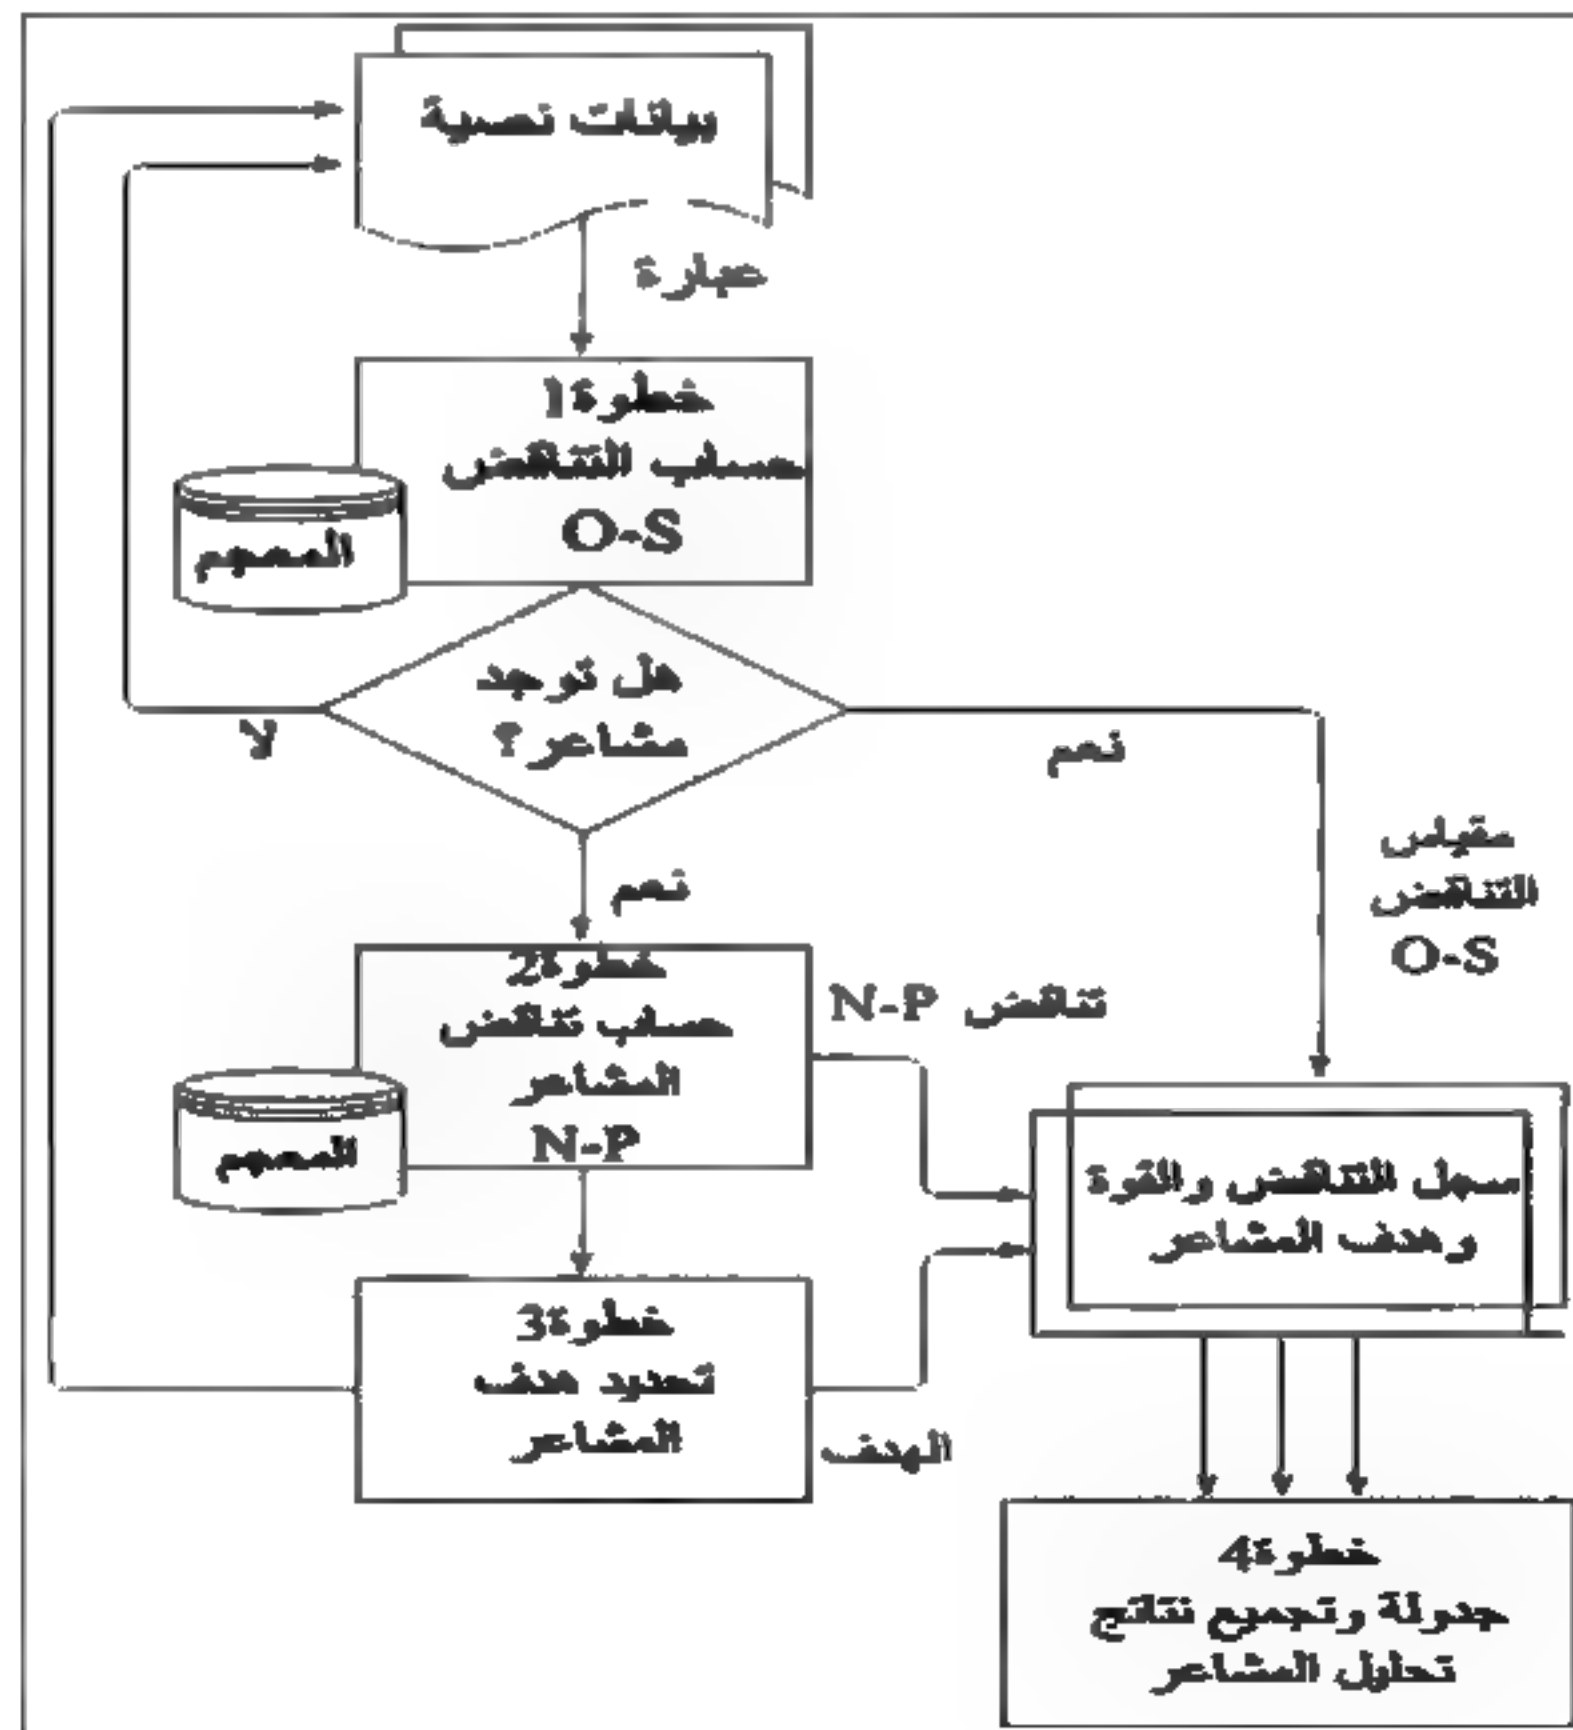 بيانات نصية
عبارة
خطوة1
حساب التناقض
O-S
المعجم
هل توجد
مشاعر؟
لا
نعم
نعم
مقياس
التناقض
O-S
خطوة2
حساب تناقض
المشاعر
N-P
تناقض N-P
المعجم
سجل التناقض والقوة
وهدف المشاعر
خطوة3
تحديد هدف
المشاعر
الهدف
خطوة4
جدولة وتجميع نتائج
تحليل المشاعر